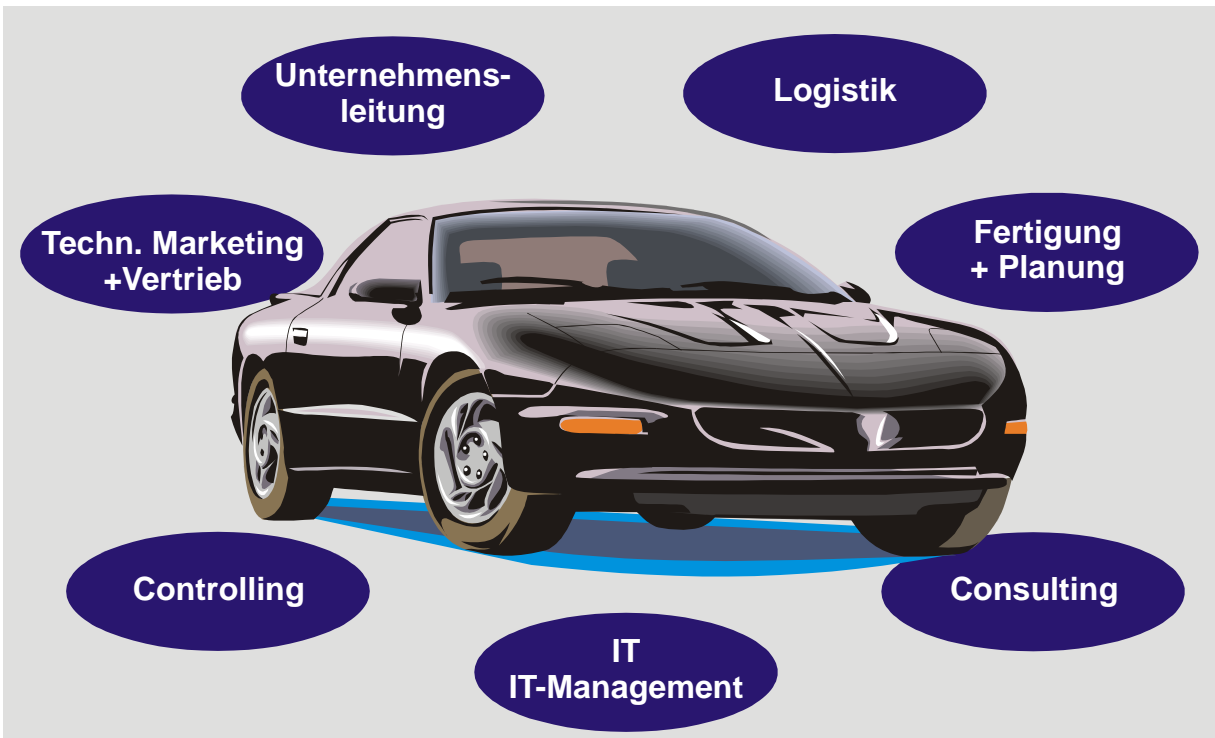 Unternehmens-
leitung
Logistik
Techn. Marketing
+Vertrieb
Fertigung
+ Planung
Controlling
Consulting
IT
IT-Management